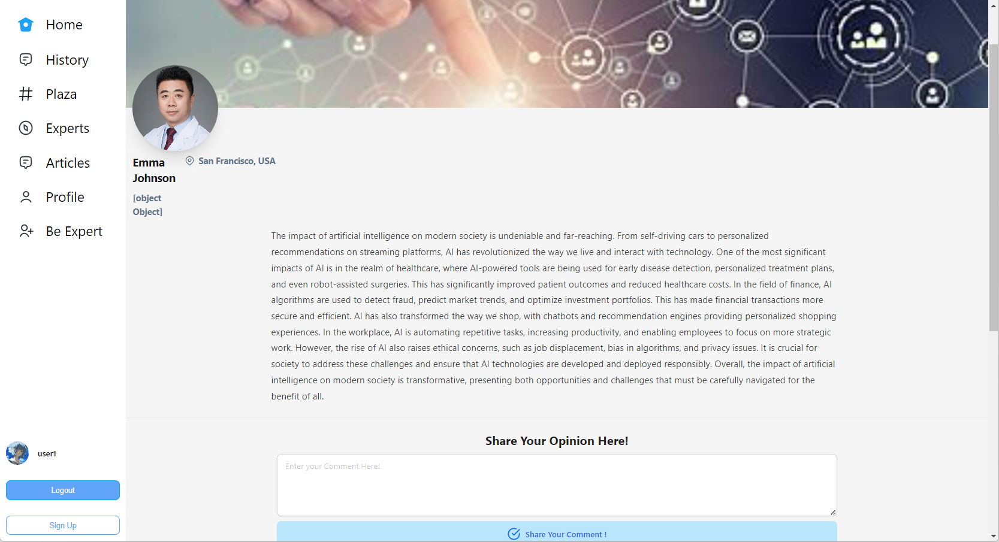 Home
History
Plaza
Experts
Articles
Profile
Be Expert
user1
Logout
Sign Up
Emma
Johnson
San Francisco, USA
[object
Object]
The impact of artificial intelligence on modern society is undeniable and far-reaching. From self-driving cars to personalized
recommendations on streaming platforms, AI has revolutionized the way we live and interact with technology. One of the most significant
impacts of AI is in the realm of healthcare, where AI-powered tools are being used for early disease detection, personalized treatment plans,
and even robot-assisted surgeries. This has significantly improved patient outcomes and reduced healthcare costs. In the field of finance, AI
algorithms are used to detect fraud, predict market trends, and optimize investment portfolios. This has made financial transactions more
secure and efficient. AI has also transformed the way we shop, with chatbots and recommendation engines providing personalized shopping
experiences. In the workplace, AI is automating repetitive tasks, increasing productivity, and enabling employees to focus on more strategic
work. However, the rise of AI also raises ethical concerns, such as job displacement, bias in algorithms, and privacy issues. It is crucial for
society to address these challenges and ensure that AI technologies are developed and deployed responsibly. Overall, the impact of artificial
intelligence on modern society is transformative, presenting both opportunities and challenges that must be carefully navigated for the
benefit of all.
Share Your Opinion Here!
Enter your Comment Here!
Share Your Comment !